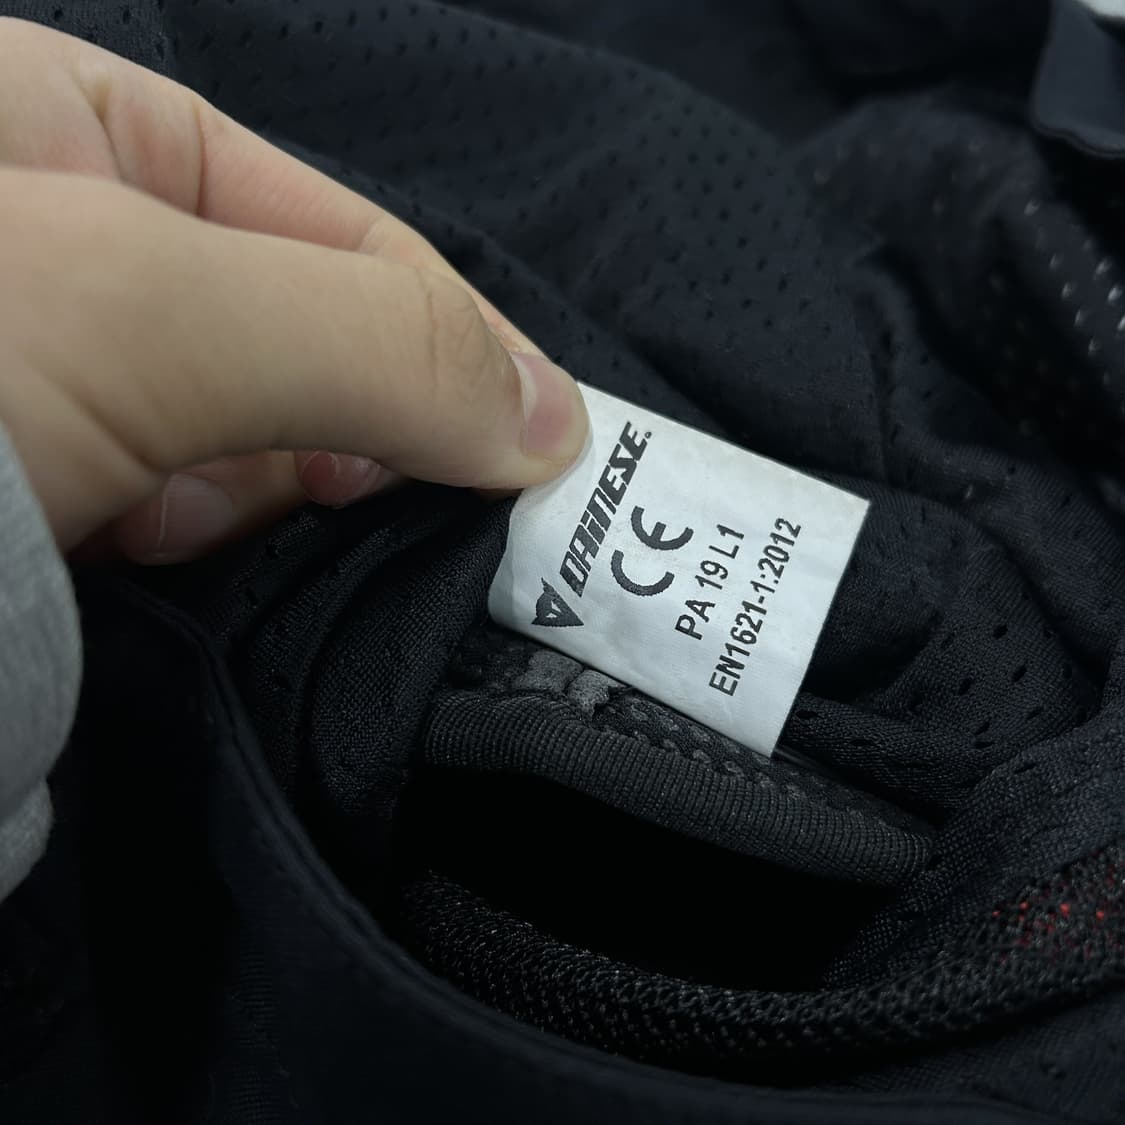 DAINESE®
CE
PA 19 L1
EN1621-1:2012